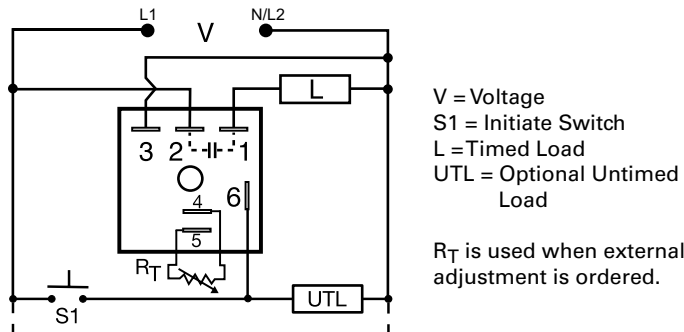 L1
N/L2
V
L
3
2
1
6
4
5
RT
S1
UTL
V = Voltage
S1 = Initiate Switch
L = Timed Load
UTL = Optional Untimed
Load
RT is used when external
adjustment is ordered.